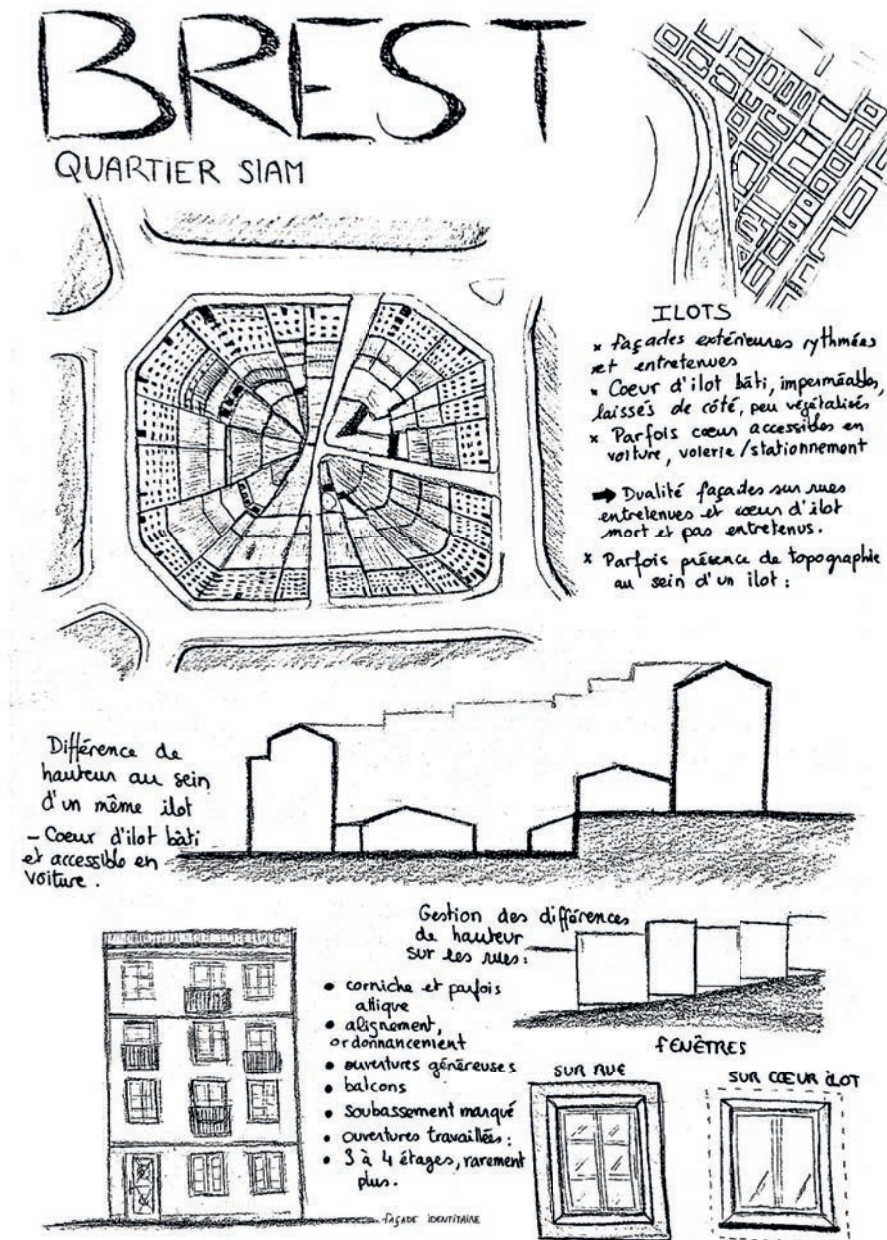 BREST
QUARTIER SIAM
ILOTS
× façades extérieures rythmées
et entretenues
× Coeur d'ilot bâti, imperméables,
laissés de côté, peu végétalisés
× Parfois coeur accessibles en
voiture, voierie/stationnement
➡ Dualité façades sur rues
entretenues et coeur d'ilot
mort et pas entretenus.
× Parfois présence de topographie
au sein d'un ilot :
Différence de
hauteur au sein
d'un même ilot
– Coeur d'ilot bâti
et accessible en
voiture.
Gestion des différences
de hauteur
sur les rues:
• corniche et parfois
attique
• alignement,
ordonnancement
• ouvertures généreuses
• balcons
• soubassement marqué
• ouvertures travaillées:
• 3 à 4 étages, rarement
plus.
FAÇADE IDENTITAIRE
FENÊTRES
SUR RUE
SUR CŒUR ILOT